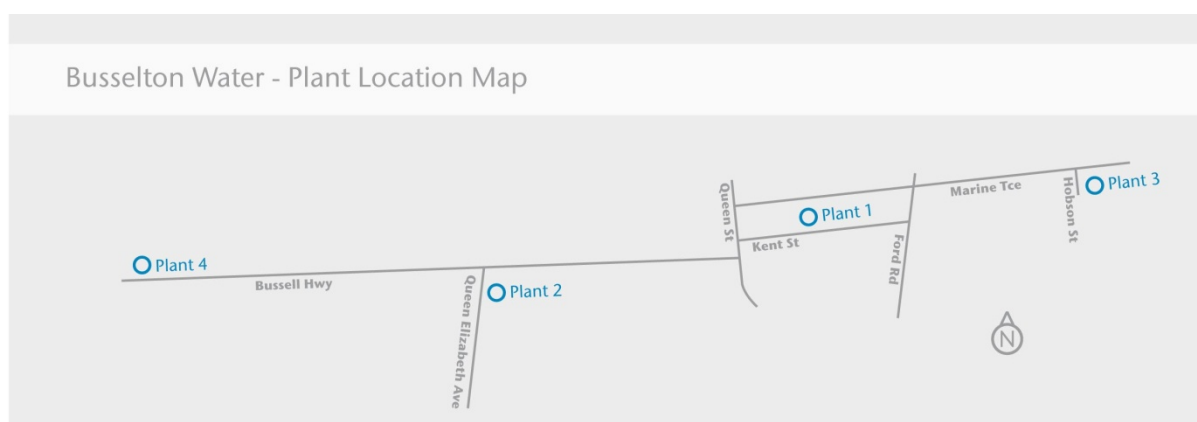 Busselton Water - Plant Location Map
Queen St
Marine Tce
Hobson St
Plant 3
Plant 1
Kent St
Ford Rd
Plant 4
Bussell Hwy
Queen Elizabeth Ave
Plant 2
N